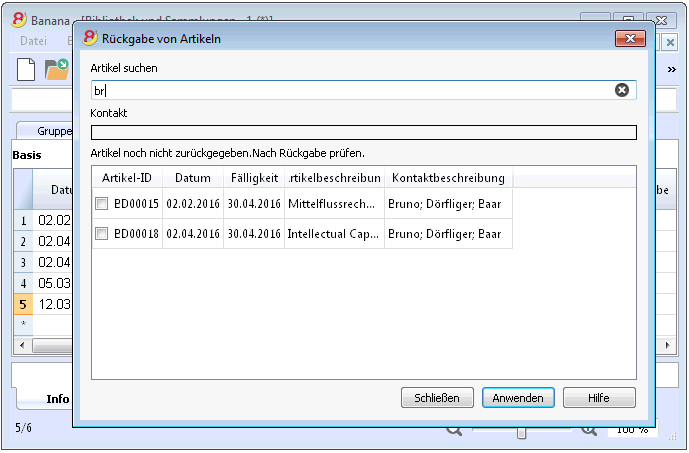 Banana - [Bibliothek und Sammlungen - 1 (*)]
Datei
Rückgabe von Artikeln
Artikel suchen
br
Kontakt
Artikel noch nicht zurückgegeben.Nach Rückgabe prüfen.
Artikel-ID Datum Fälligkeit rtikelbeschreibun Kontaktbeschreibung
BD00015 02.02.2016 30.04.2016 Mittelflussrech... Bruno; Dörfliger; Baar
BD00018 02.04.2016 30.04.2016 Intellectual Cap... Bruno; Dörfliger; Baar
Schließen Anwenden Hilfe
»
Gruppe
Basis
Datu be
1 02.02
2 02.04
3 02.04
4 05.03
5 12.03
*
Info
5/6 100 %